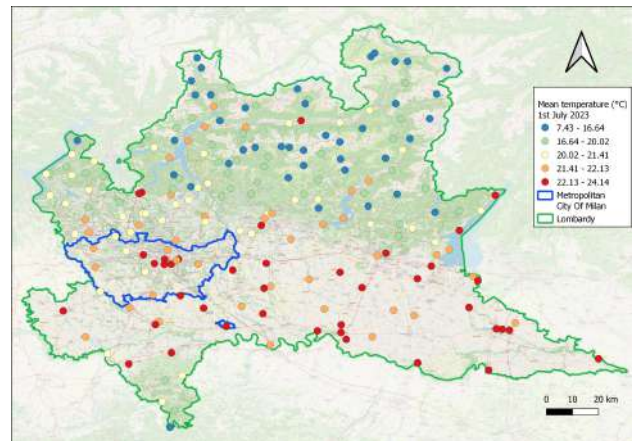 Mean temperature (°C)
1st July 2023
7.43 - 16.64
16.64 - 20.02
20.02 - 21.41
21.41 - 22.13
22.13 - 24.14
Metropolitan
City Of Milan
Lombardy
0 10 20 km